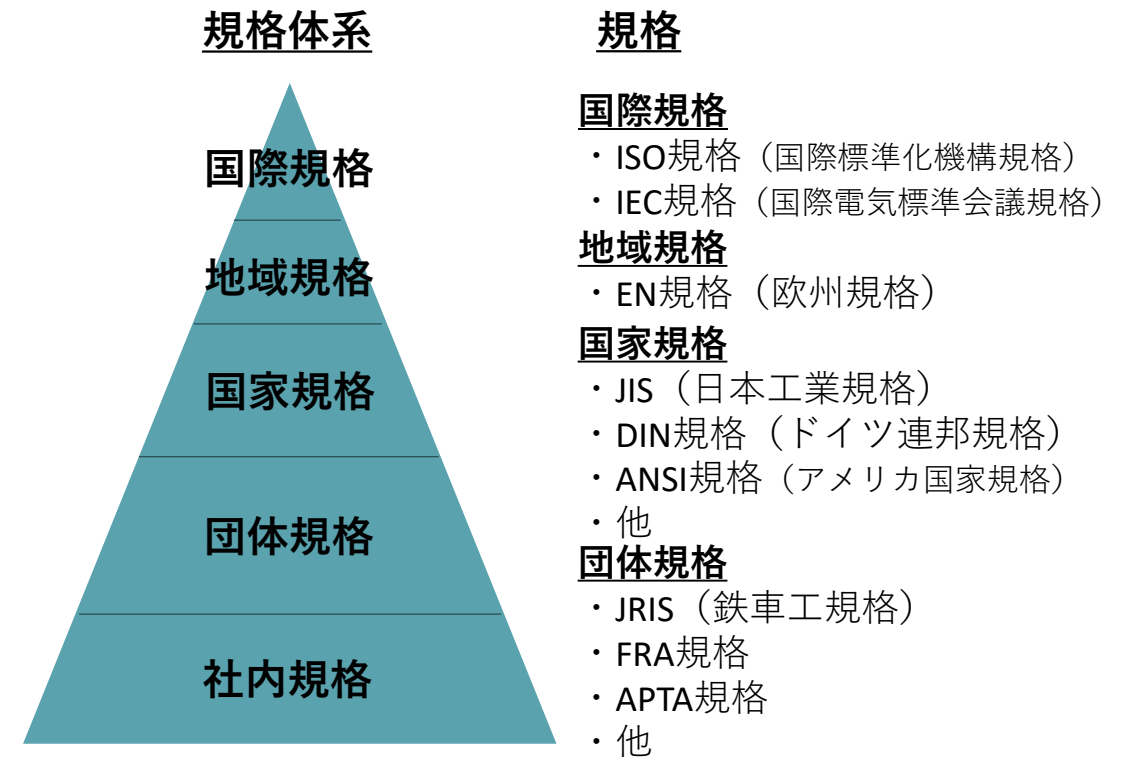 規格体系
国際規格
地域規格
国家規格
団体規格
社内規格
規格
国際規格
・ISO規格（国際標準化機構規格）
・IEC規格（国際電気標準会議規格）
地域規格
・EN規格（欧州規格）
国家規格
・JIS（日本工業規格）
・DIN規格（ドイツ連邦規格）
・ANSI規格（アメリカ国家規格）
・他
団体規格
・JRIS（鉄車工規格）
・FRA規格
・APTA規格
・他